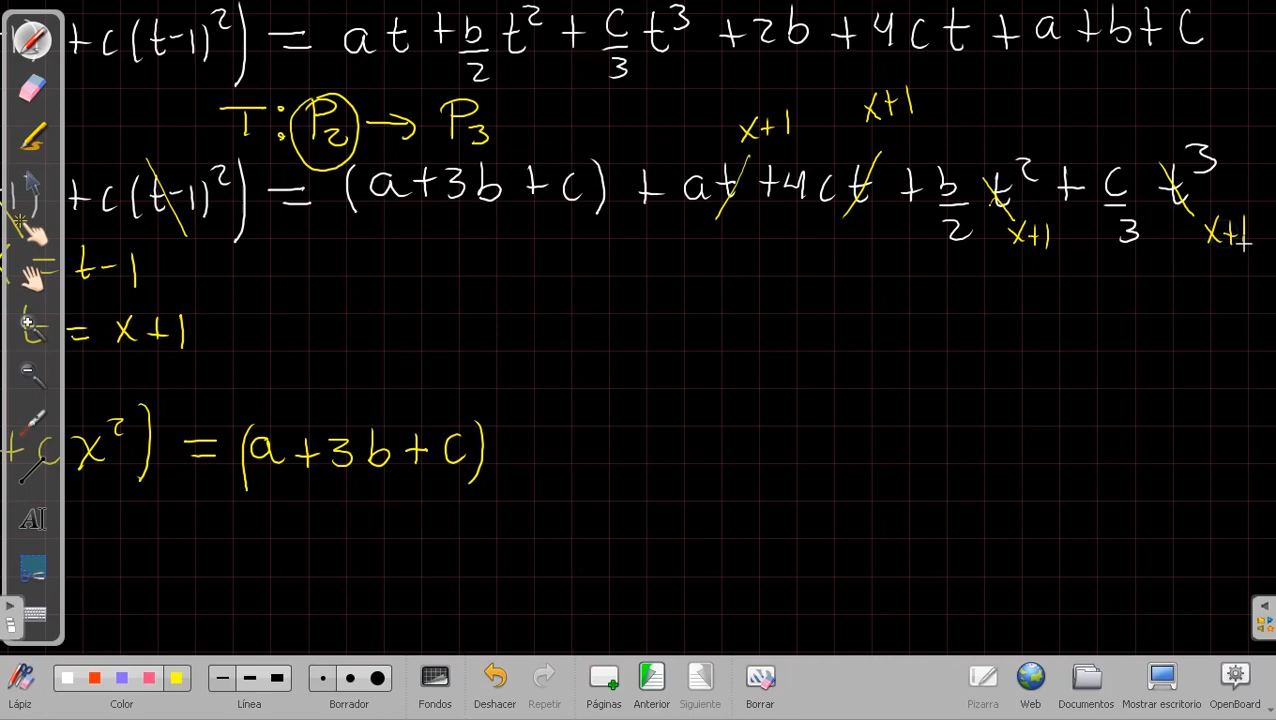 +c(t-1)²) = at + b/2 t² + c/3 t³ + 2b + 4ct + a + b + c
T: P₂ → P₃
x+1
x+1
+c(t-1)²) = (a+3b+c) + at + 4ct + b/2 t² + c/3 t³
x+1
x+1
= t-1
t = x+1
+c x²) = (a+3b+c)
Lápiz
Color
Línea
Borrador
Fondos
Deshacer
Repetir
Páginas
Anterior
Siguiente
Borrar
Pizarra
Web
Documentos
Mostrar escritorio
OpenBoard